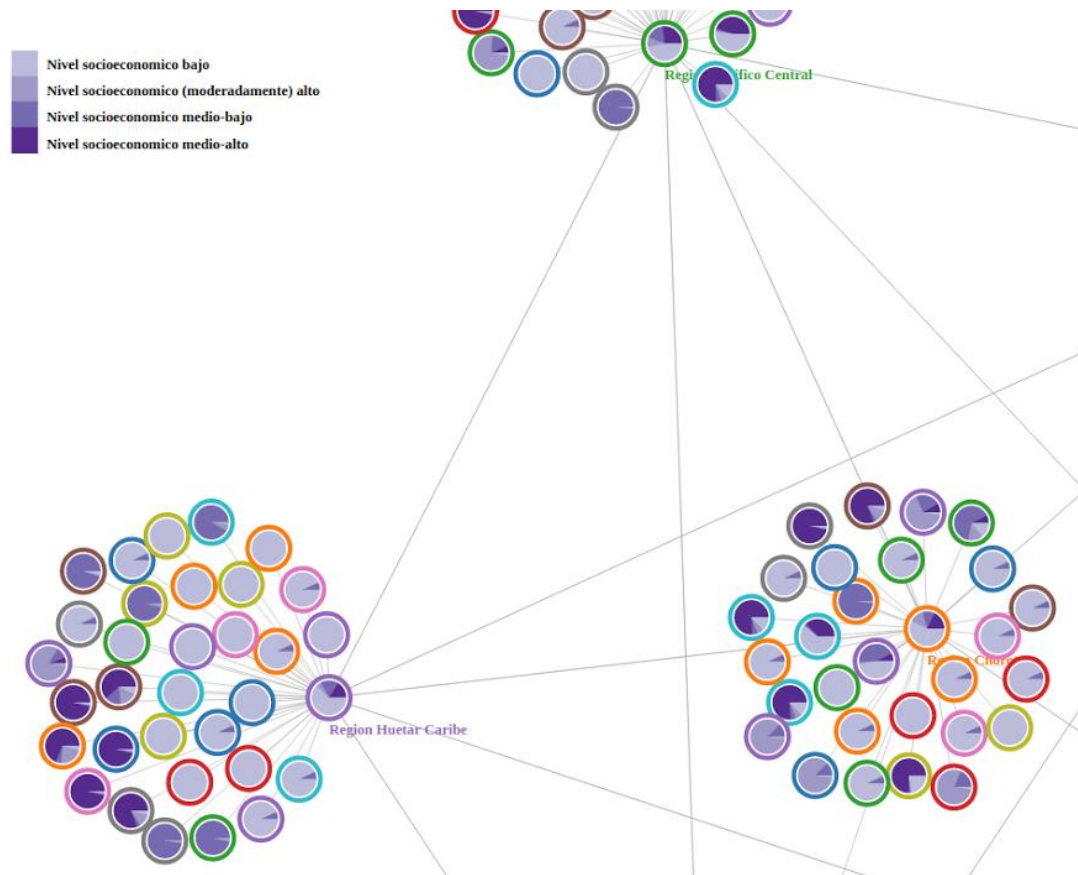 Nivel socioeconomico bajo
Nivel socioeconomico (moderadamente) alto
Nivel socioeconomico medio-bajo
Nivel socioeconomico medio-alto
Central
Region Huetar Caribe